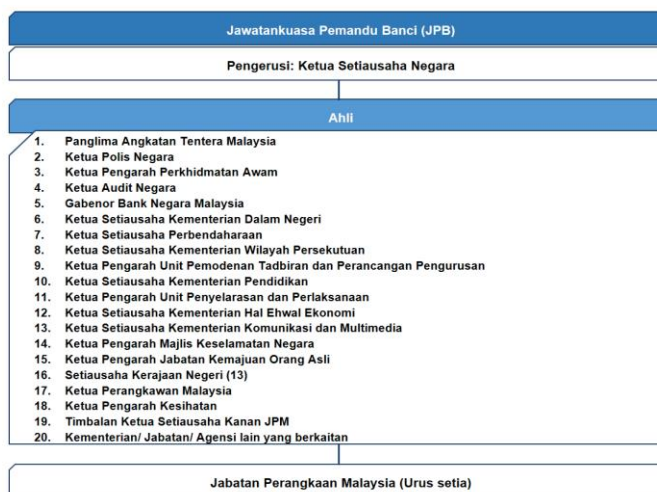 Jawatankuasa Pemandu Banci (JPB)
Pengerusi: Ketua Setiausaha Negara
Ahli
1. Panglima Angkatan Tentera Malaysia
2. Ketua Polis Negara
3. Ketua Pengarah Perkhidmatan Awam
4. Ketua Audit Negara
5. Gabenor Bank Negara Malaysia
6. Ketua Setiausaha Kementerian Dalam Negeri
7. Ketua Setiausaha Perbendaharaan
8. Ketua Setiausaha Kementerian Wilayah Persekutuan
9. Ketua Pengarah Unit Pemodenan Tadbiran dan Perancangan Pengurusan
10. Ketua Setiausaha Kementerian Pendidikan
11. Ketua Pengarah Unit Penyelarasan dan Perlaksanaan
12. Ketua Setiausaha Kementerian Hal Ehwal Ekonomi
13. Ketua Setiausaha Kementerian Komunikasi dan Multimedia
14. Ketua Pengarah Majlis Keselamatan Negara
15. Ketua Pengarah Jabatan Kemajuan Orang Asli
16. Setiausaha Kerajaan Negeri (13)
17. Ketua Perangkawan Malaysia
18. Ketua Pengarah Kesihatan
19. Timbalan Ketua Setiausaha Kanan JPM
20. Kementerian/ Jabatan/ Agensi lain yang berkaitan
Jabatan Perangkaan Malaysia (Urus setia)